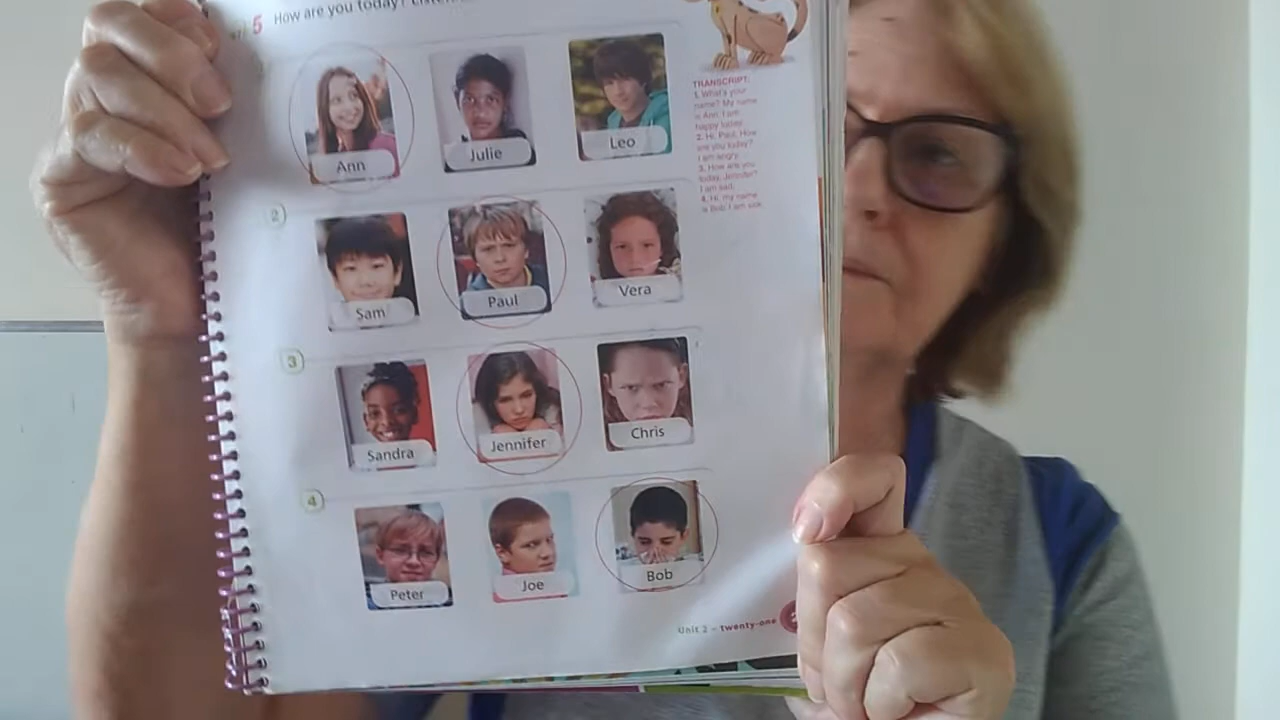 5 How are you today?
Ann
Julie
Leo
TRANSCRIPT:
1. What's your
name? My name
is Ann. I am
happy today.
2. Hi, Paul. How
are you today?
I am angry.
3. How are you
today, Jennifer?
I am sad.
4. Hi, my name
is Bob. I am sick.
2
Sam
Paul
Vera
3
Sandra
Jennifer
Chris
4
Peter
Joe
Bob
Unit 2 – twenty-one